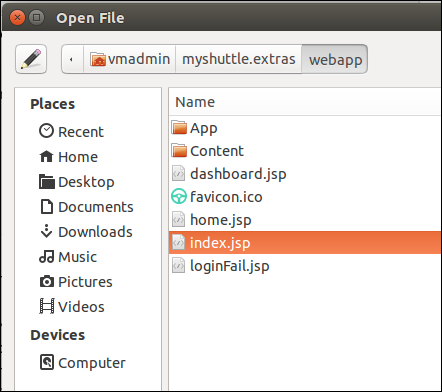 Open File
vmadmin myshuttle.extras webapp
Places
Recent
Home
Desktop
Documents
Downloads
Music
Pictures
Videos
Devices
Computer
Name
App
Content
dashboard.jsp
favicon.ico
home.jsp
index.jsp
loginFail.jsp